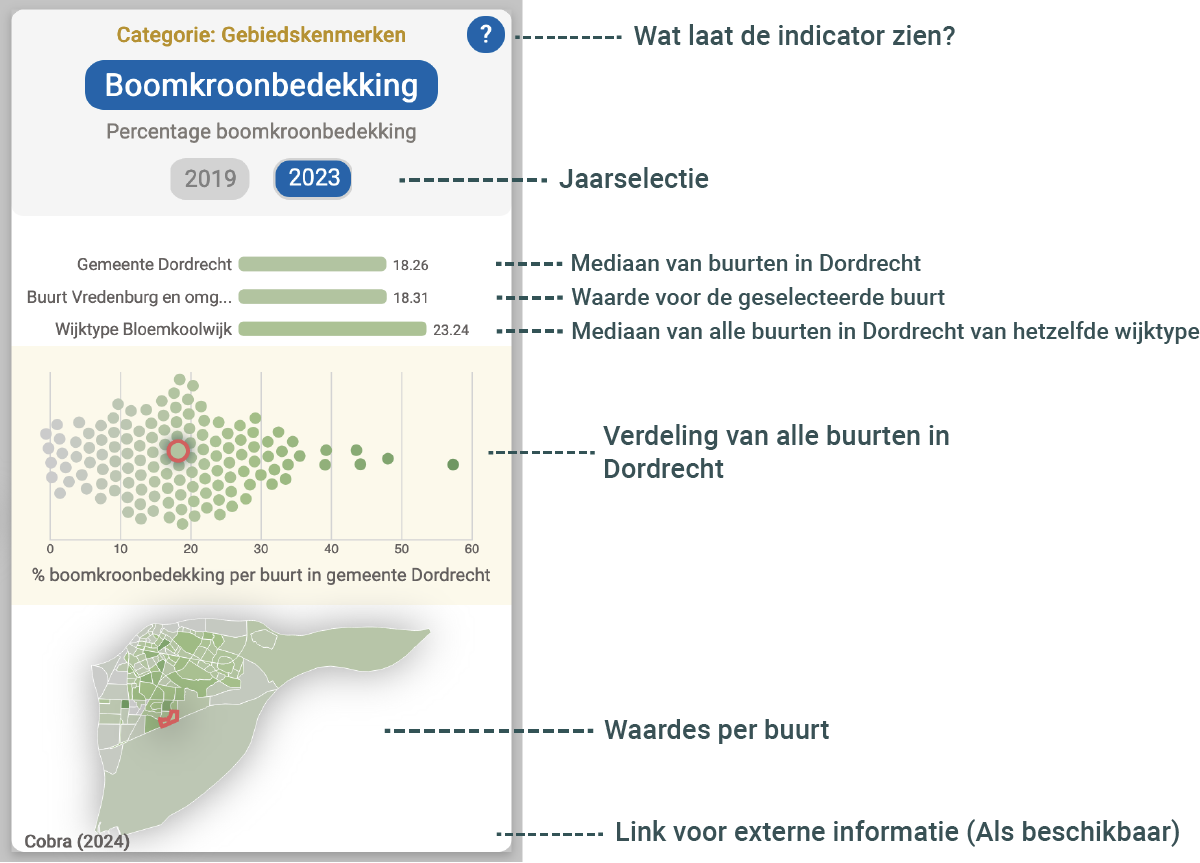 Categorie: Gebiedskenmerken
?
Wat laat de indicator zien?
Boomkroonbedekking
Percentage boomkroonbedekking
2019
2023
Jaarselectie
Gemeente Dordrecht
18.26
Mediaan van buurten in Dordrecht
Buurt Vredenburg en omg...
18.31
Waarde voor de geselecteerde buurt
Wijktype Bloemkoolwijk
23.24
Mediaan van alle buurten in Dordrecht van hetzelfde wijktype
Verdeling van alle buurten in
Dordrecht
0 10 20 30 40 50 60
% boomkroonbedekking per buurt in gemeente Dordrecht
Waardes per buurt
Cobra (2024)
Link voor externe informatie (Als beschikbaar)